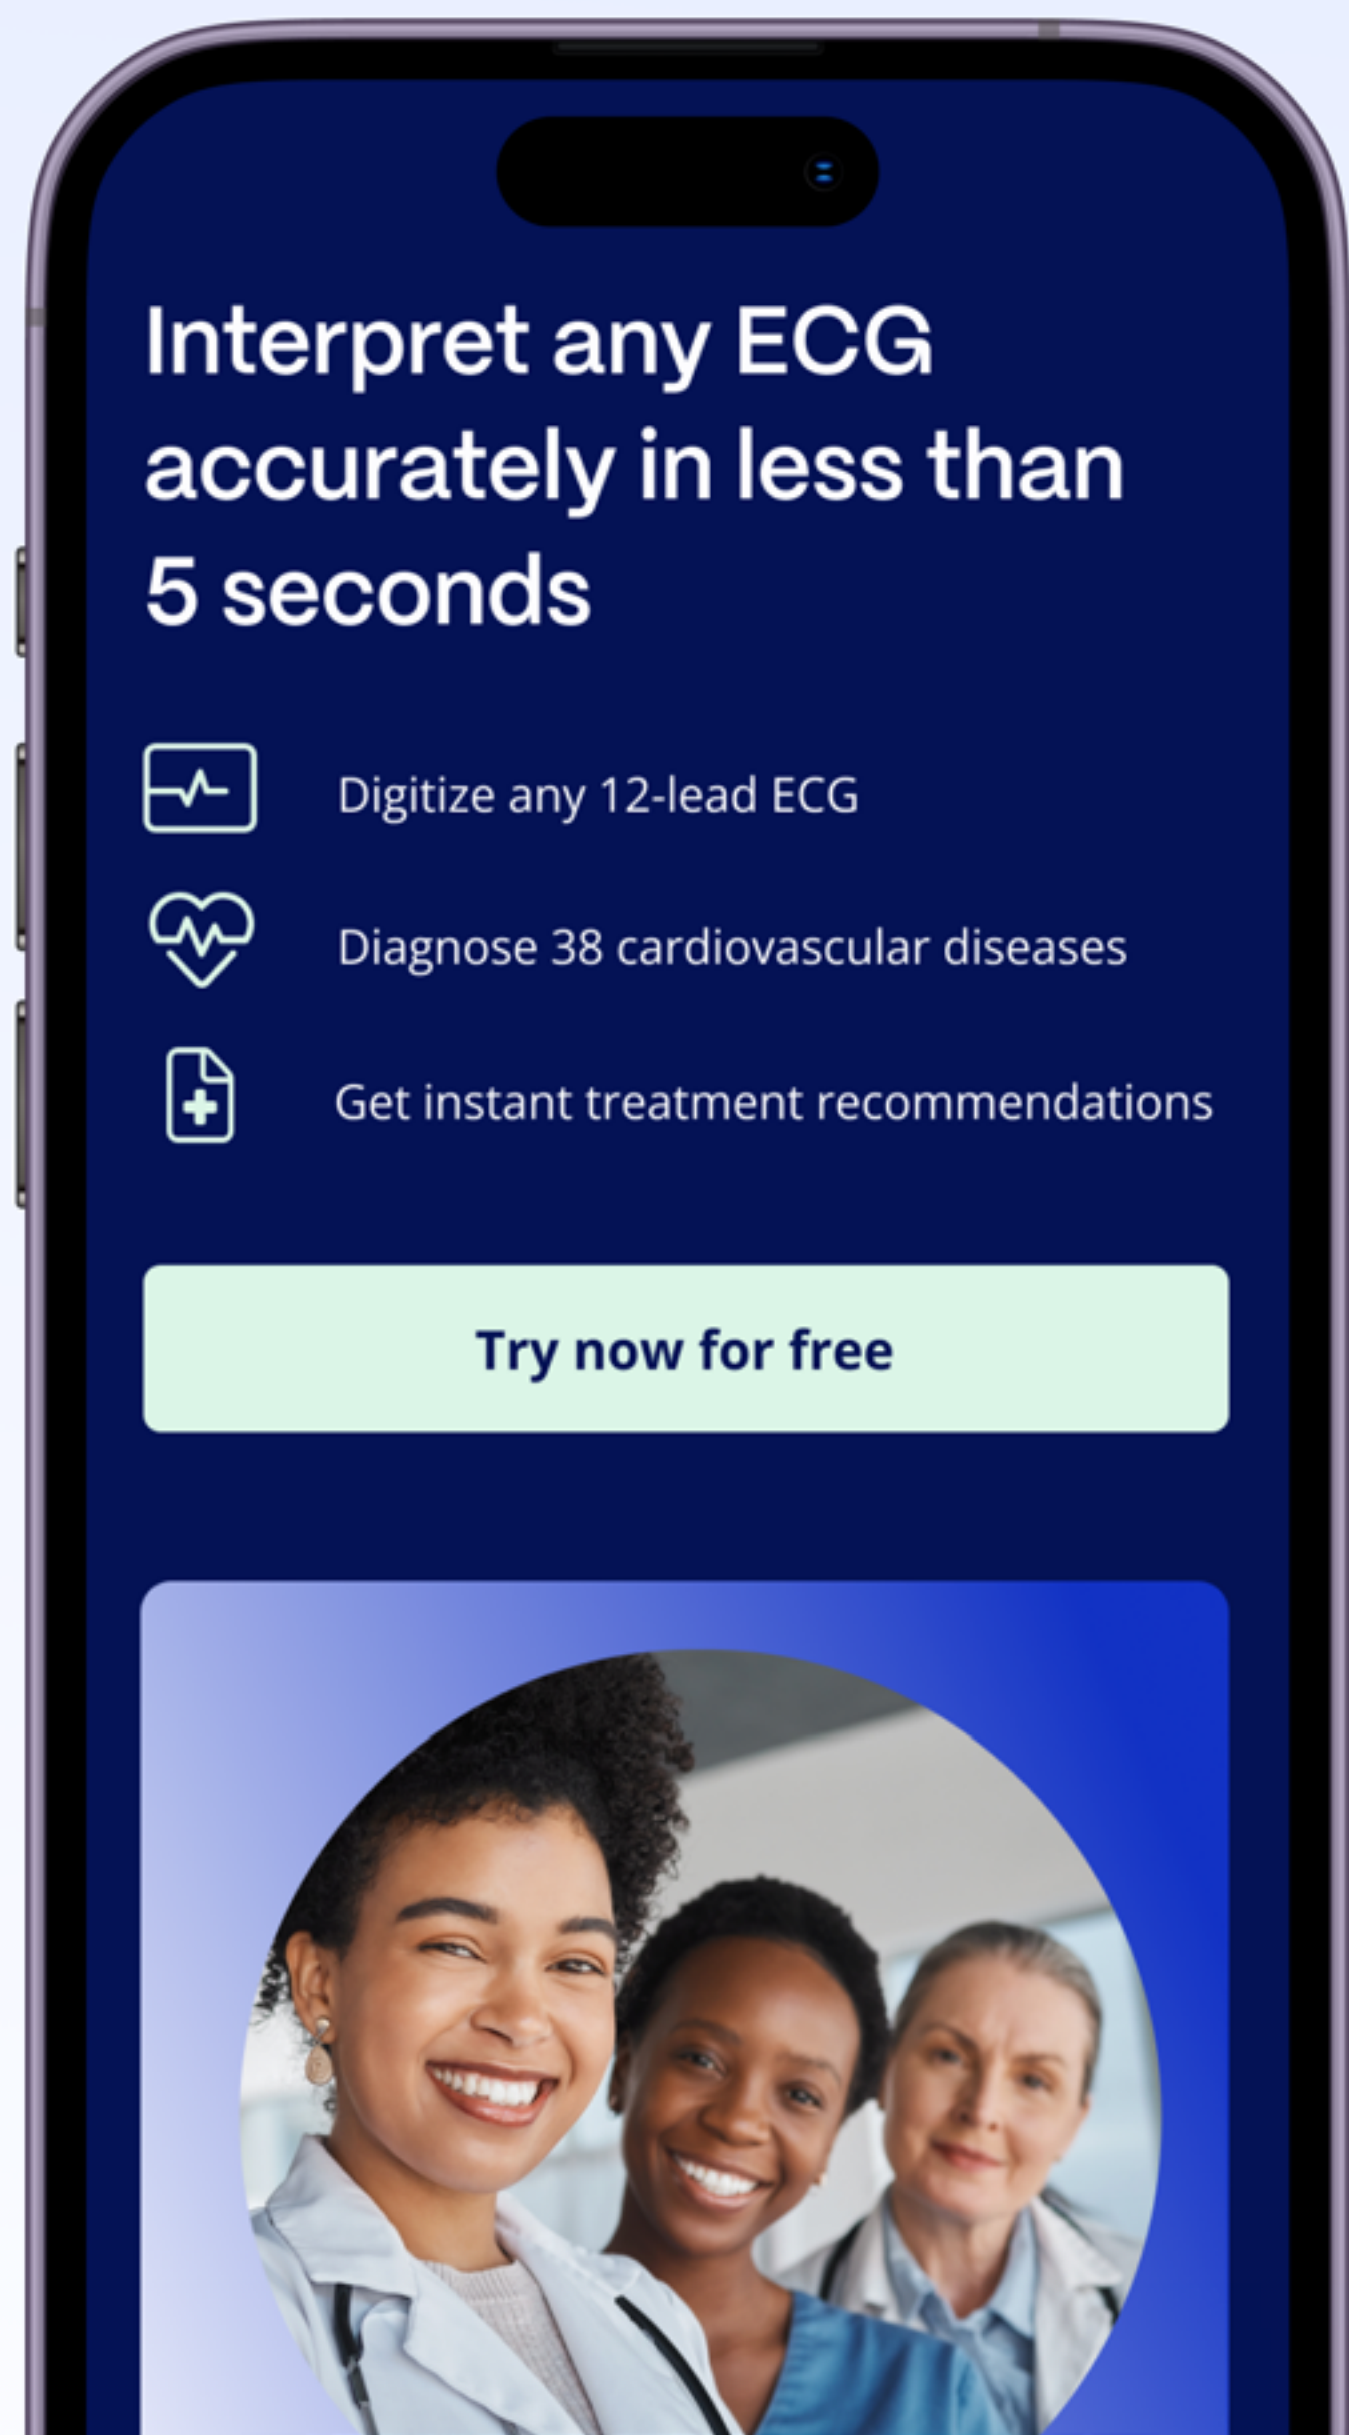 Interpret any ECG
accurately in less than
5 seconds
Digitize any 12-lead ECG
Diagnose 38 cardiovascular diseases
Get instant treatment recommendations
Try now for free